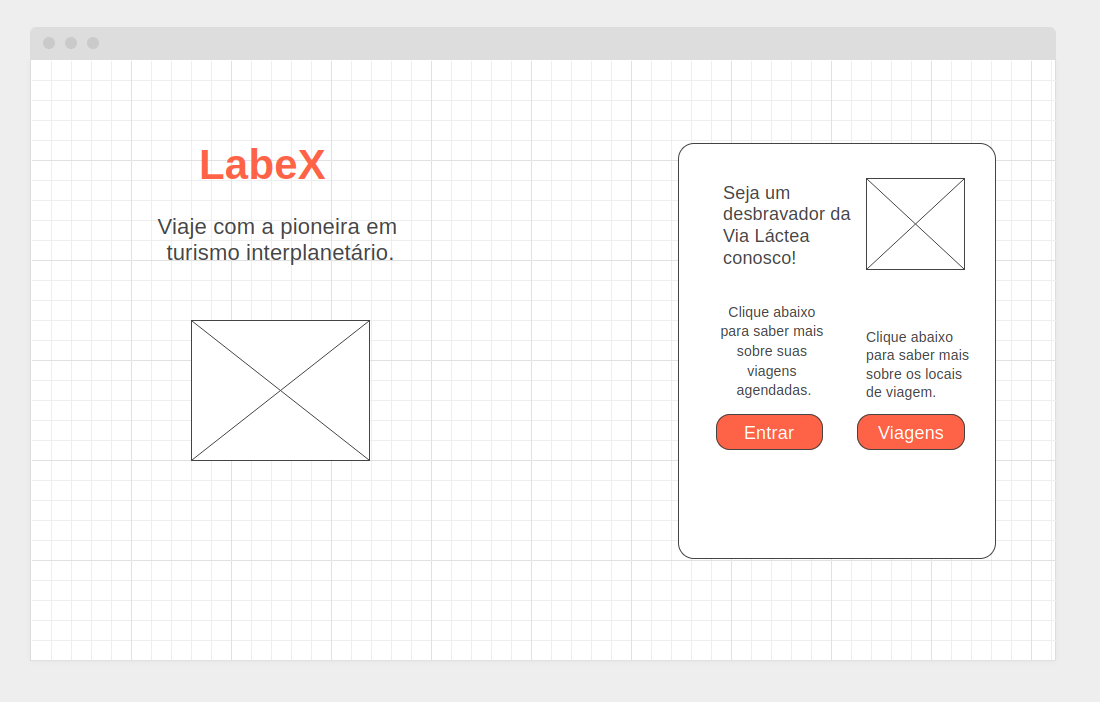 LabeX
Viaje com a pioneira em
turismo interplanetário.
Seja um
desbravador da
Via Láctea
conosco!
Clique abaixo
para saber mais
sobre suas
viagens
agendadas.
Entrar
Clique abaixo
para saber mais
sobre os locais
de viagem.
Viagens